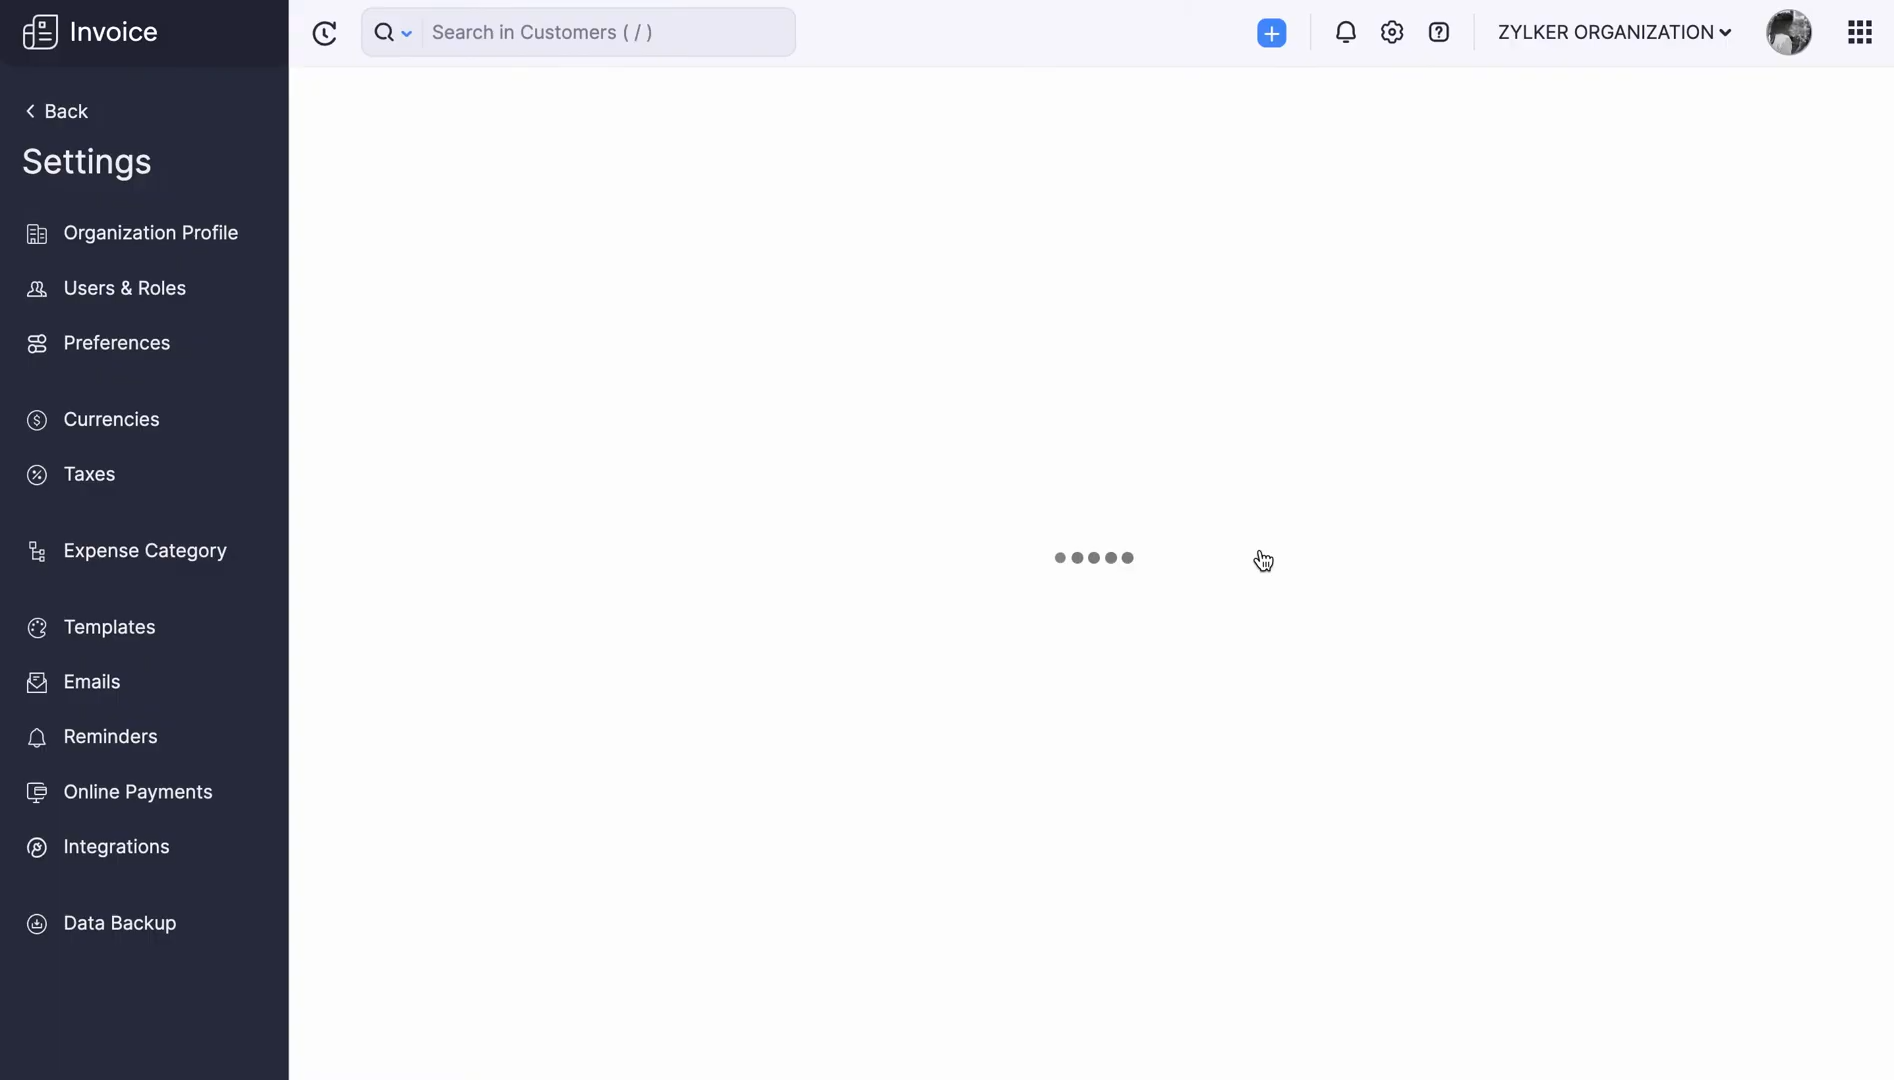 Invoice
Search in Customers ( / )
ZYLKER ORGANIZATION
Back
Settings
Organization Profile
Users & Roles
Preferences
Currencies
Taxes
Expense Category
Templates
Emails
Reminders
Online Payments
Integrations
Data Backup